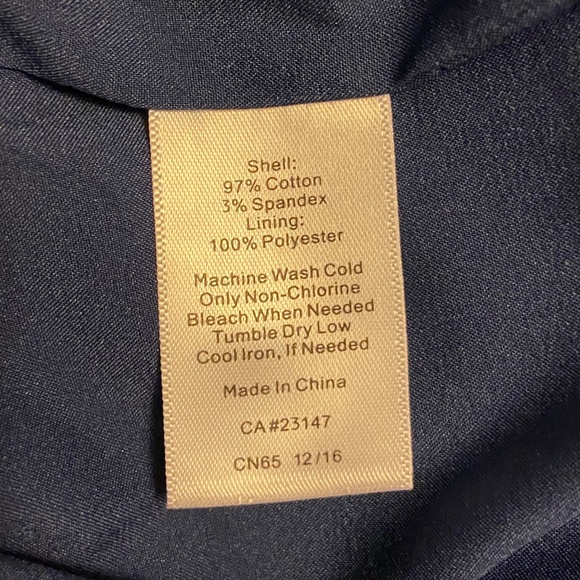 Shell:
97% Cotton
3% Spandex
Lining:
100% Polyester
Machine Wash Cold
Only Non-Chlorine
Bleach When Needed
Tumble Dry Low
Cool Iron, If Needed
Made In China
CA#23147
CN65 12/16